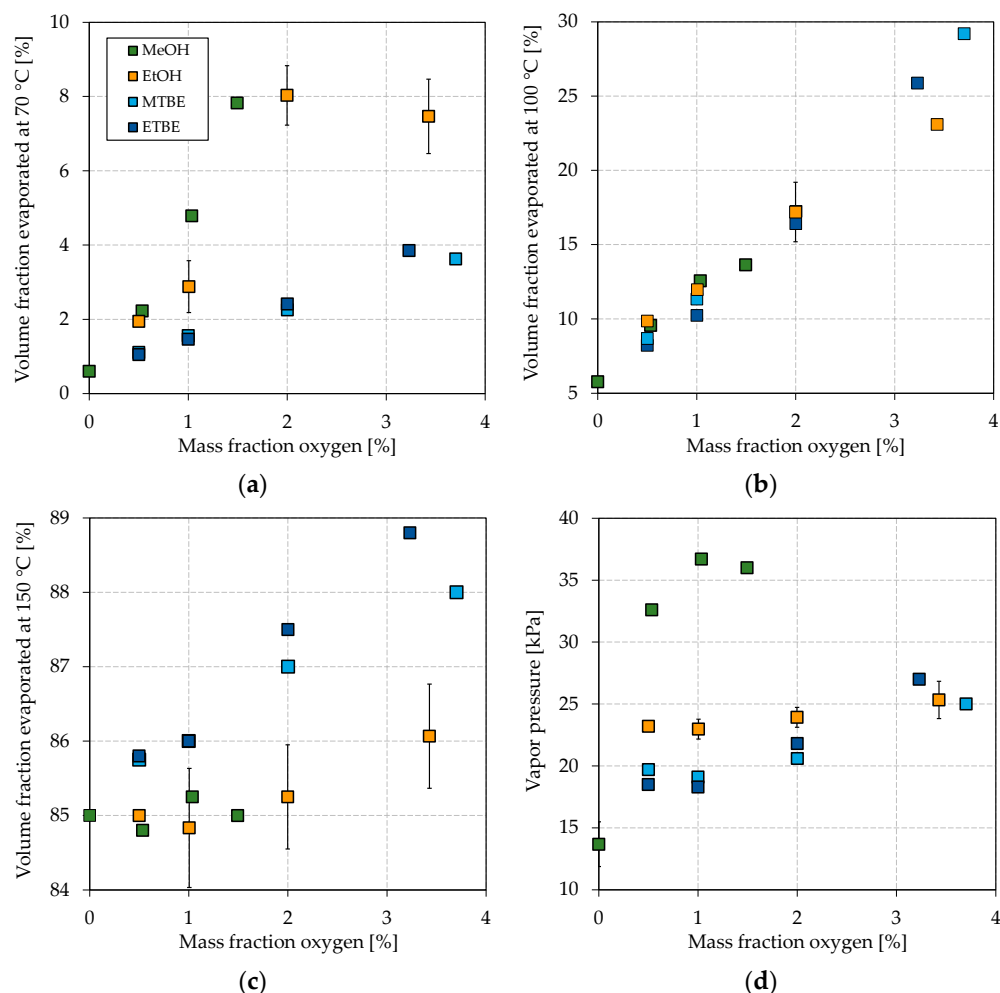 Volume fraction evaporated at 70 °C [%]
10
8
6
4
2
0
MeOH
EtOH
MTBE
ETBE
0 1 2 3 4
Mass fraction oxygen [%]
(a)
Volume fraction evaporated at 100 °C [%]
30
25
20
15
10
5
0 1 2 3 4
Mass fraction oxygen [%]
(b)
Volume fraction evaporated at 150 °C [%]
89
88
87
86
85
84
0 1 2 3 4
Mass fraction oxygen [%]
(c)
Vapor pressure [kPa]
40
35
30
25
20
15
10
0 1 2 3 4
Mass fraction oxygen [%]
(d)